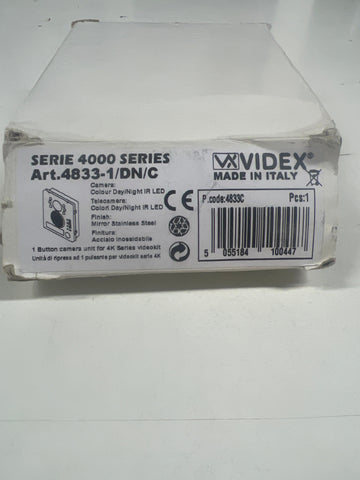 SERIE 4000 SERIES
Art.4833-1/DN/C
Camera:
Colour Day/Night IR LED
Telecamera:
Colori Day/Night IR LED
Finish:
Mirror Stainless Steel
Finitura:
Acciaio Inossidabile
1 Button camera unit for 4K Series videokit
Unità di ripresa ad 1 pulsante per videokit serie 4K
CE
VX VIDEX®
MADE IN ITALY
P.code:4833C Pcs:1
5 055184 100447